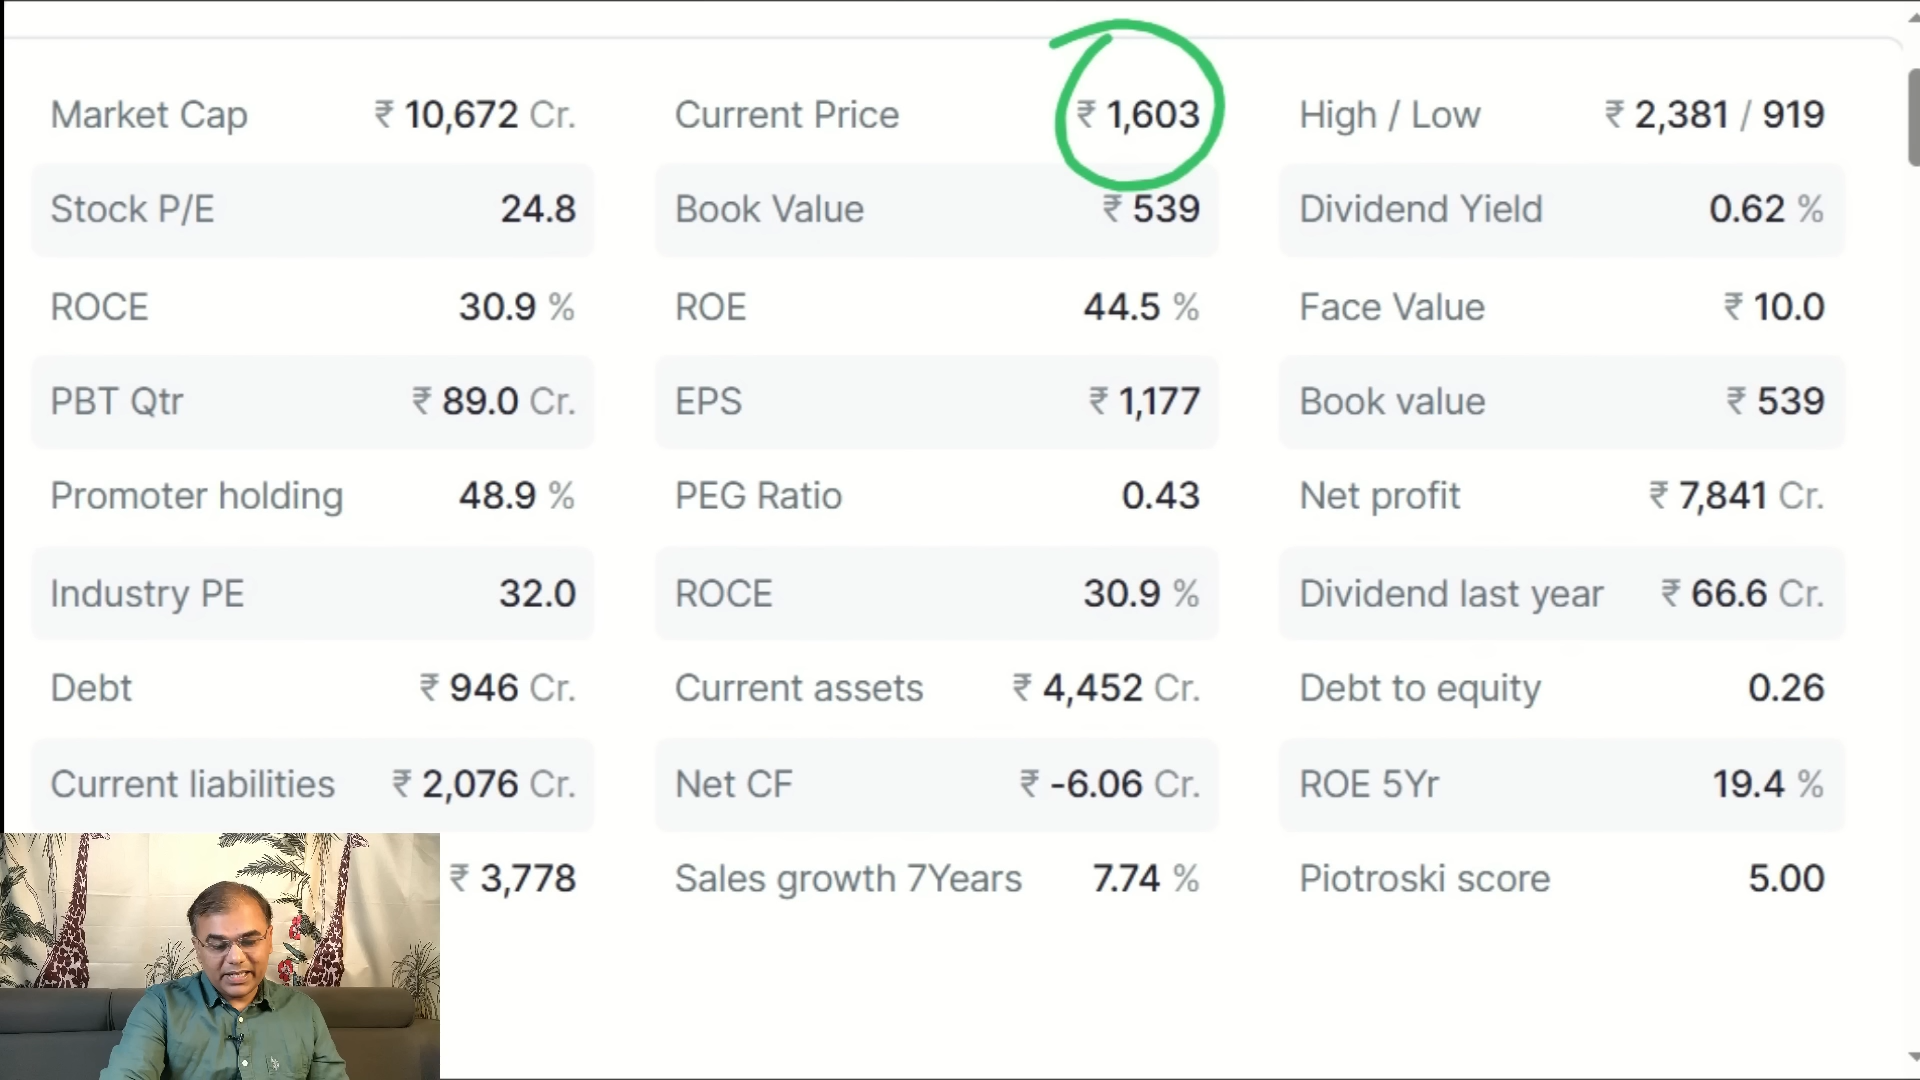 Market Cap ₹ 10,672 Cr. Current Price ₹ 1,603 High / Low ₹ 2,381 / 919
Stock P/E 24.8 Book Value ₹ 539 Dividend Yield 0.62 %
ROCE 30.9 % ROE 44.5 % Face Value ₹ 10.0
PBT Qtr ₹ 89.0 Cr. EPS ₹ 1,177 Book value ₹ 539
Promoter holding 48.9 % PEG Ratio 0.43 Net profit ₹ 7,841 Cr.
Industry PE 32.0 ROCE 30.9 % Dividend last year ₹ 66.6 Cr.
Debt ₹ 946 Cr. Current assets ₹ 4,452 Cr. Debt to equity 0.26
Current liabilities ₹ 2,076 Cr. Net CF ₹ -6.06 Cr. ROE 5Yr 19.4 %
₹ 3,778 Sales growth 7Years 7.74 % Piotroski score 5.00